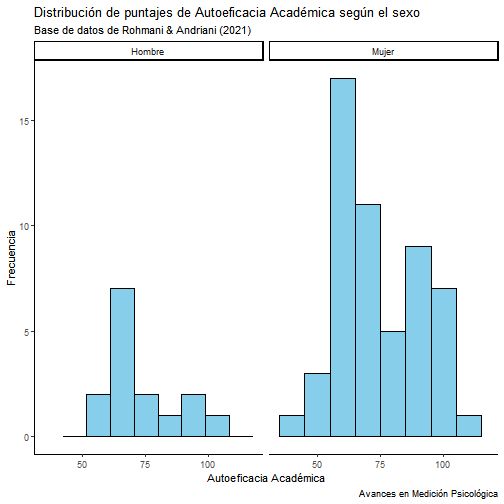 Distribución de puntajes de Autoeficacia Académica según el sexo
Base de datos de Rohmani & Andriani (2021)
Hombre
Mujer
Frecuencia
15
10
5
0
50
75
100
50
75
100
Autoeficacia Académica
Avances en Medición Psicológica